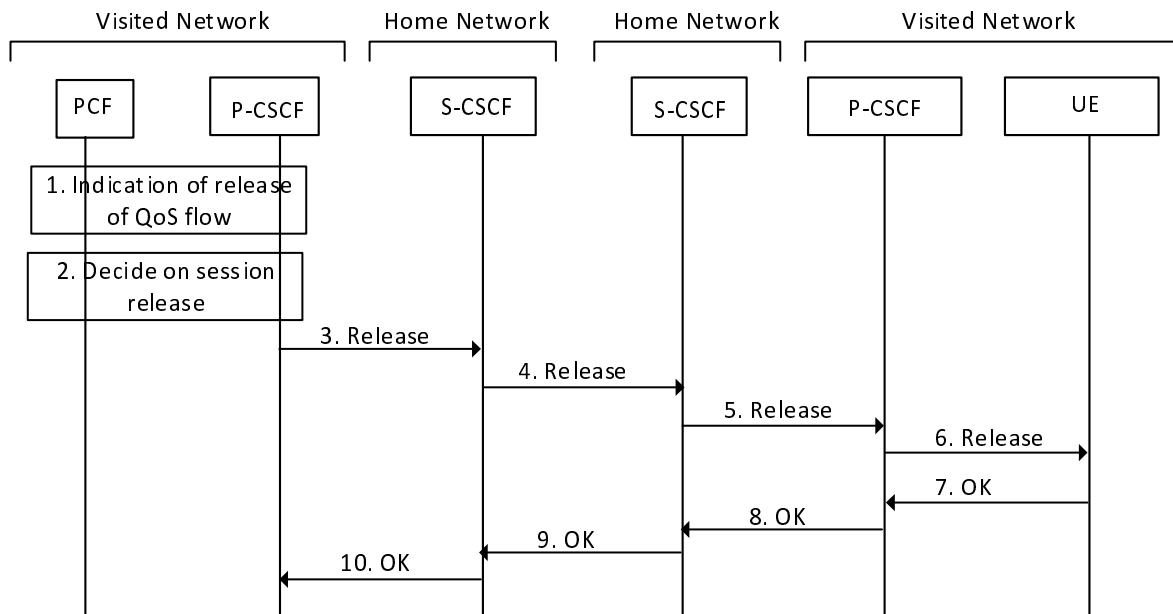 Visited Network
Home Network
Home Network
Visited Network
PCF
P-CSCF
S-CSCF
S-CSCF
P-CSCF
UE
1. Indication of release
of QoS flow
2. Decide on session
release
3. Release
4. Release
5. Release
6. Release
7. OK
8. OK
9. OK
10. OK